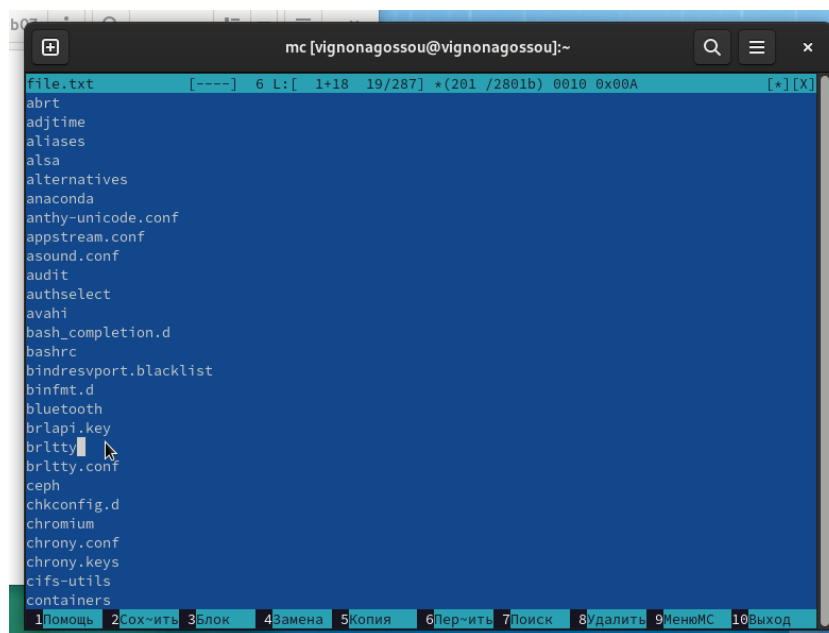 b07
mc [vignonagossou@vignonagossou]:~
file.txt [----] 6 L:[ 1+18 19/287] *(201 /2801b) 0010 0x00A [*][X]
abrt
adjtime
aliases
alsa
alternatives
anaconda
anthy-unicode.conf
appstream.conf
asound.conf
audit
authselect
avahi
bash_completion.d
bashrc
bindresvport.blacklist
binfmt.d
bluetooth
brlapi.key
brltty
brltty.conf
ceph
chkconfig.d
chromium
chrony.conf
chrony.keys
cifs-utils
containers
1Помощь 2Сох~ить 3Блок 4Замена 5Копия 6Пер~ить 7Поиск 8Удалить 9МенюMC 10Выход